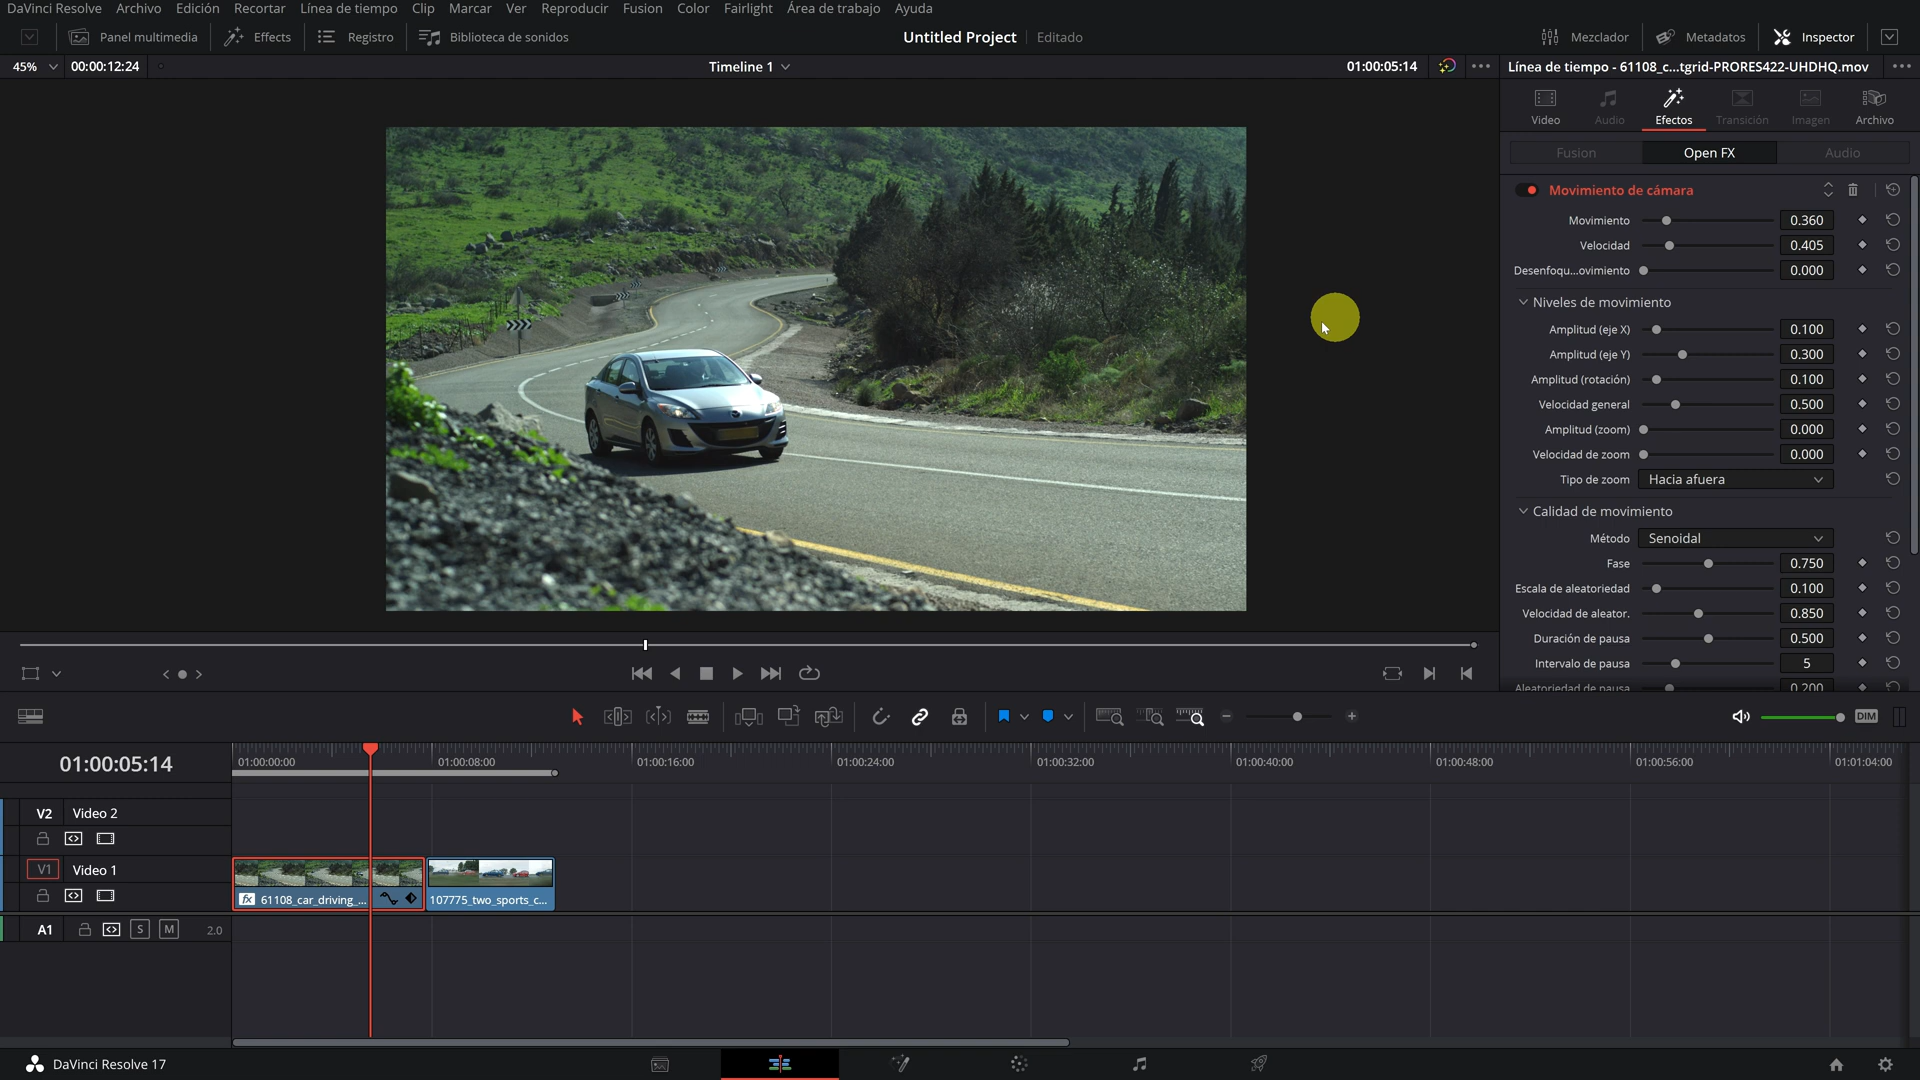 DaVinci Resolve Archivo Edición Recortar Línea de tiempo Clip Marcar Ver Reproducir Fusion Color Fairlight Área de trabajo Ayuda
Panel multimedia Effects Registro Biblioteca de sonidos Untitled Project Editado Mezclador Metadatos Inspector
45% 00:00:12:24 Timeline 1 01:00:05:14 Línea de tiempo - 61108_c...tgrid-PRORES422-UHDHQ.mov
Video Audio Efectos Transición Imagen Archivo
Fusion Open FX Audio
Movimiento de cámara
Movimiento 0.360
Velocidad 0.405
Desenfoqu...ovimiento 0.000
Niveles de movimiento
Amplitud (eje X) 0.100
Amplitud (eje Y) 0.300
Amplitud (rotación) 0.100
Velocidad general 0.500
Amplitud (zoom) 0.000
Velocidad de zoom 0.000
Tipo de zoom Hacia afuera
Calidad de movimiento
Método Senoidal
Fase 0.750
Escala de aleatoriedad 0.100
Velocidad de aleator. 0.850
Duración de pausa 0.500
Intervalo de pausa 5
Aleatoriedad de pausa 0.200
DIM
01:00:05:14 01:00:00:00 01:00:08:00 01:00:16:00 01:00:24:00 01:00:32:00 01:00:40:00 01:00:48:00 01:00:56:00 01:01:04:00
V2 Video 2
V1 Video 1
fx 61108_car_driving_... 107775_two_sports_c...
A1 S M 2.0
DaVinci Resolve 17